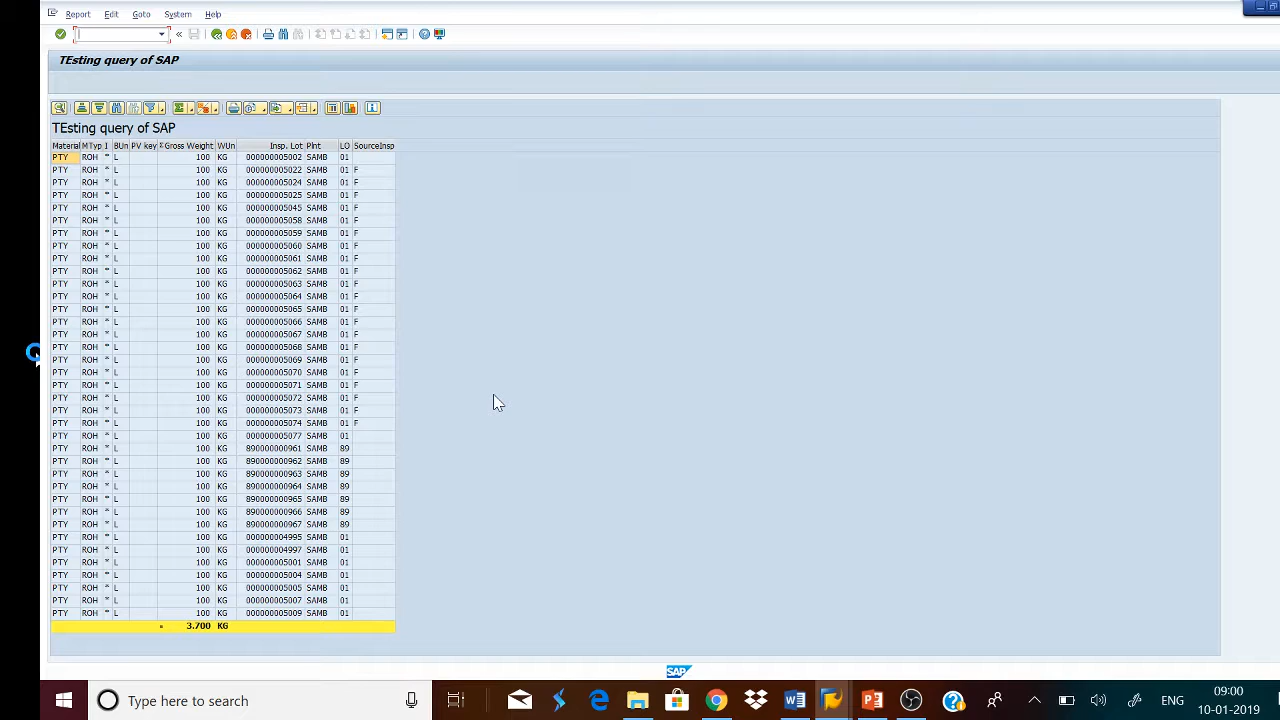 Report Edit Goto System Help
TEsting query of SAP
TEsting query of SAP
Material MTyp I BUn PV key Σ Gross Weight WUn Insp. Lot Plnt LO SourceInsp
PTY ROH * L 100 KG 000000005002 SAMB 01
PTY ROH * L 100 KG 000000005022 SAMB 01 F
PTY ROH * L 100 KG 000000005024 SAMB 01 F
PTY ROH * L 100 KG 000000005025 SAMB 01 F
PTY ROH * L 100 KG 000000005045 SAMB 01 F
PTY ROH * L 100 KG 000000005058 SAMB 01 F
PTY ROH * L 100 KG 000000005059 SAMB 01 F
PTY ROH * L 100 KG 000000005060 SAMB 01 F
PTY ROH * L 100 KG 000000005061 SAMB 01 F
PTY ROH * L 100 KG 000000005062 SAMB 01 F
PTY ROH * L 100 KG 000000005063 SAMB 01 F
PTY ROH * L 100 KG 000000005064 SAMB 01 F
PTY ROH * L 100 KG 000000005065 SAMB 01 F
PTY ROH * L 100 KG 000000005066 SAMB 01 F
PTY ROH * L 100 KG 000000005067 SAMB 01 F
PTY ROH * L 100 KG 000000005068 SAMB 01 F
PTY ROH * L 100 KG 000000005069 SAMB 01 F
PTY ROH * L 100 KG 000000005070 SAMB 01 F
PTY ROH * L 100 KG 000000005071 SAMB 01 F
PTY ROH * L 100 KG 000000005072 SAMB 01 F
PTY ROH * L 100 KG 000000005073 SAMB 01 F
PTY ROH * L 100 KG 000000005074 SAMB 01 F
PTY ROH * L 100 KG 000000005077 SAMB 01
PTY ROH * L 100 KG 890000000961 SAMB 89
PTY ROH * L 100 KG 890000000962 SAMB 89
PTY ROH * L 100 KG 890000000963 SAMB 89
PTY ROH * L 100 KG 890000000964 SAMB 89
PTY ROH * L 100 KG 890000000965 SAMB 89
PTY ROH * L 100 KG 890000000966 SAMB 89
PTY ROH * L 100 KG 890000000967 SAMB 89
PTY ROH * L 100 KG 000000004995 SAMB 01
PTY ROH * L 100 KG 000000004997 SAMB 01
PTY ROH * L 100 KG 000000005001 SAMB 01
PTY ROH * L 100 KG 000000005004 SAMB 01
PTY ROH * L 100 KG 000000005005 SAMB 01
PTY ROH * L 100 KG 000000005007 SAMB 01
PTY ROH * L 100 KG 000000005009 SAMB 01
3.700 KG
SAP
Type here to search
ENG
09:00
10-01-2019